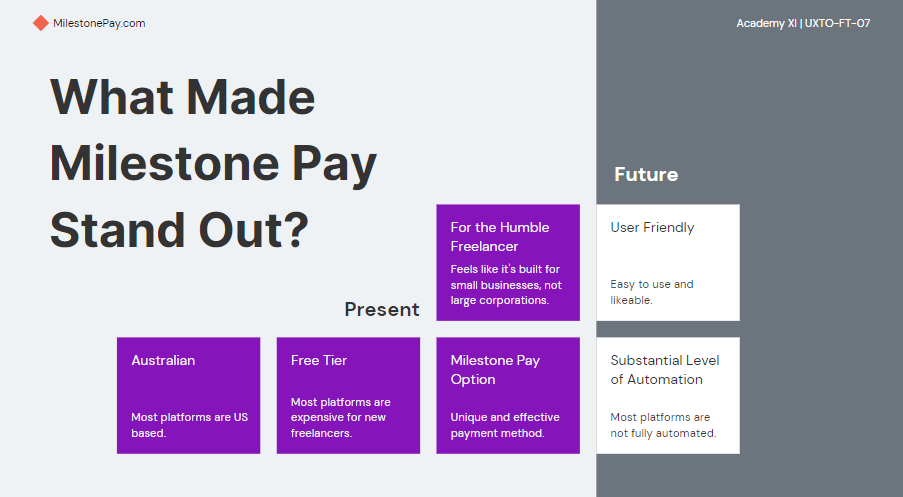 MilestonePay.com
Academy XI | UXTO-FT-07
What Made
Milestone Pay
Stand Out?
Future
For the Humble
Freelancer
Feels like it's built for
small businesses, not
large corporations.
User Friendly
Easy to use and
likeable.
Present
Australian
Most platforms are US
based.
Free Tier
Most platforms are
expensive for new
freelancers.
Milestone Pay
Option
Unique and effective
payment method.
Substantial Level
of Automation
Most platforms are
not fully automated.